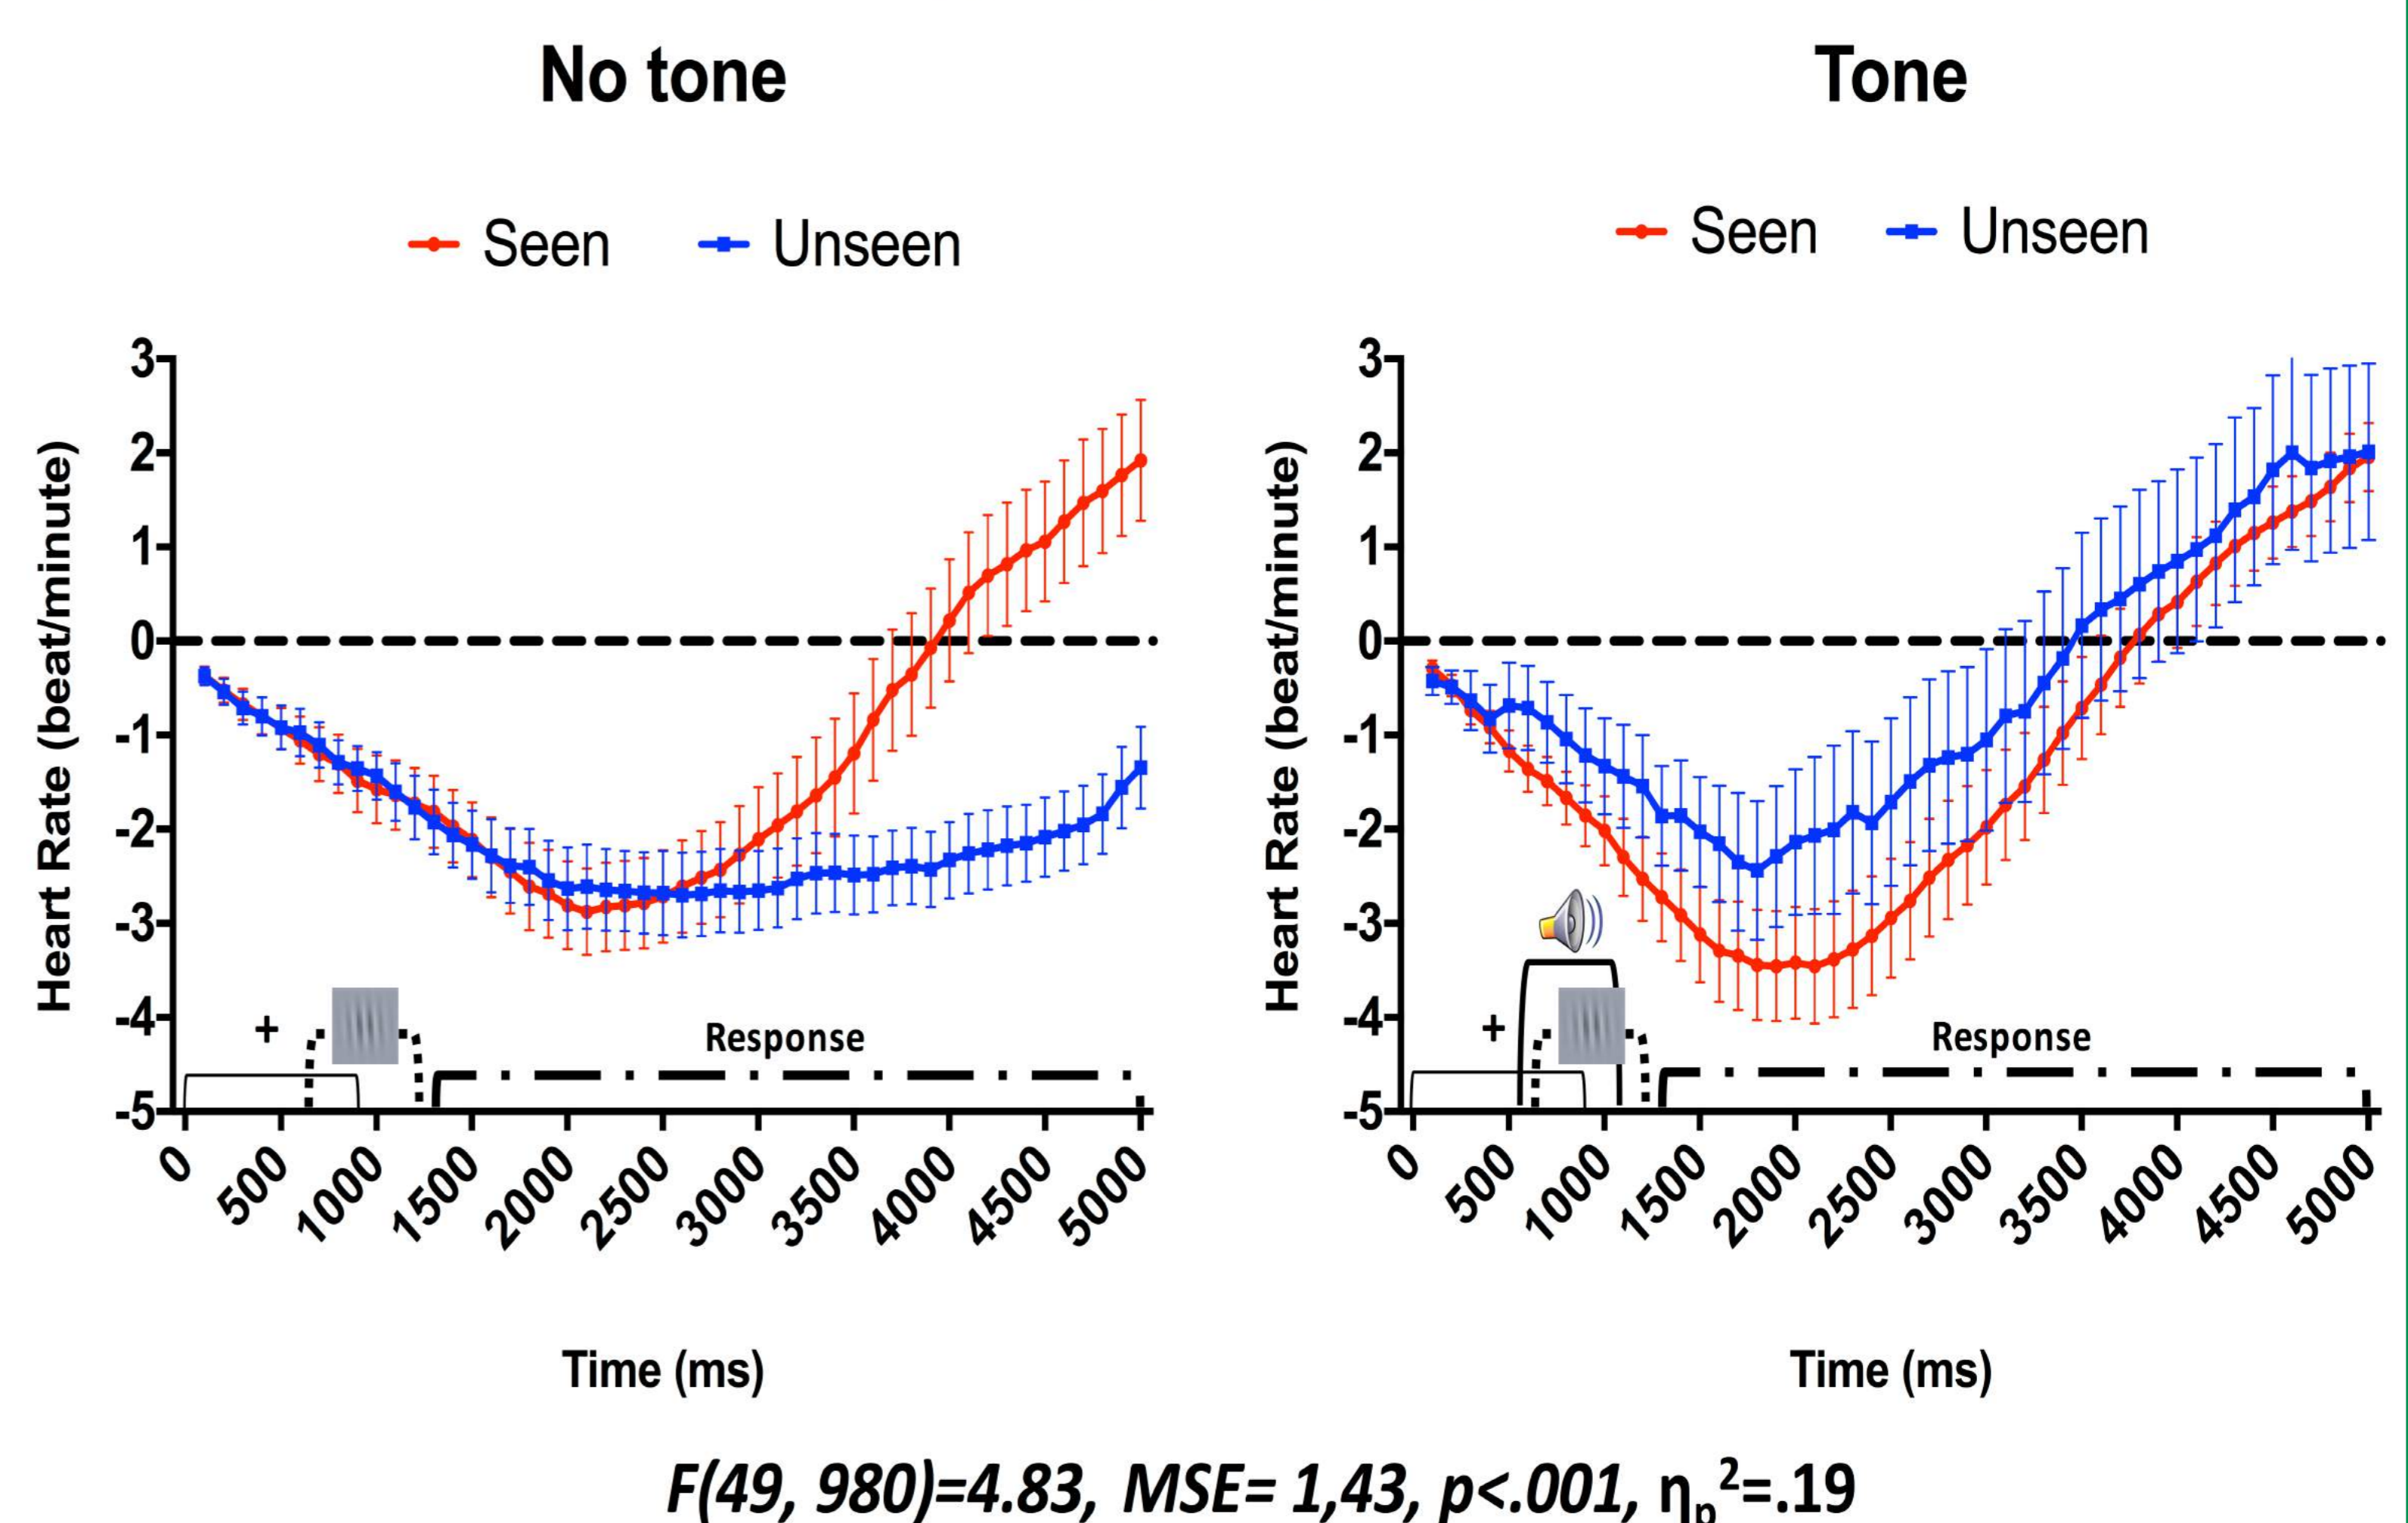 No tone
Tone
Seen Unseen
Seen Unseen
Heart Rate (beat/minute)
3
2
1
0
-1
-2
-3
-4
-5
+
Response
0 500 1000 1500 2000 2500 3000 3500 4000 4500 5000
Time (ms)
Heart Rate (beat/minute)
3
2
1
0
-1
-2
-3
-4
-5
+
Response
0 500 1000 1500 2000 2500 3000 3500 4000 4500 5000
Time (ms)
F(49, 980)=4.83, MSE= 1,43, p<.001, ηp²=.19